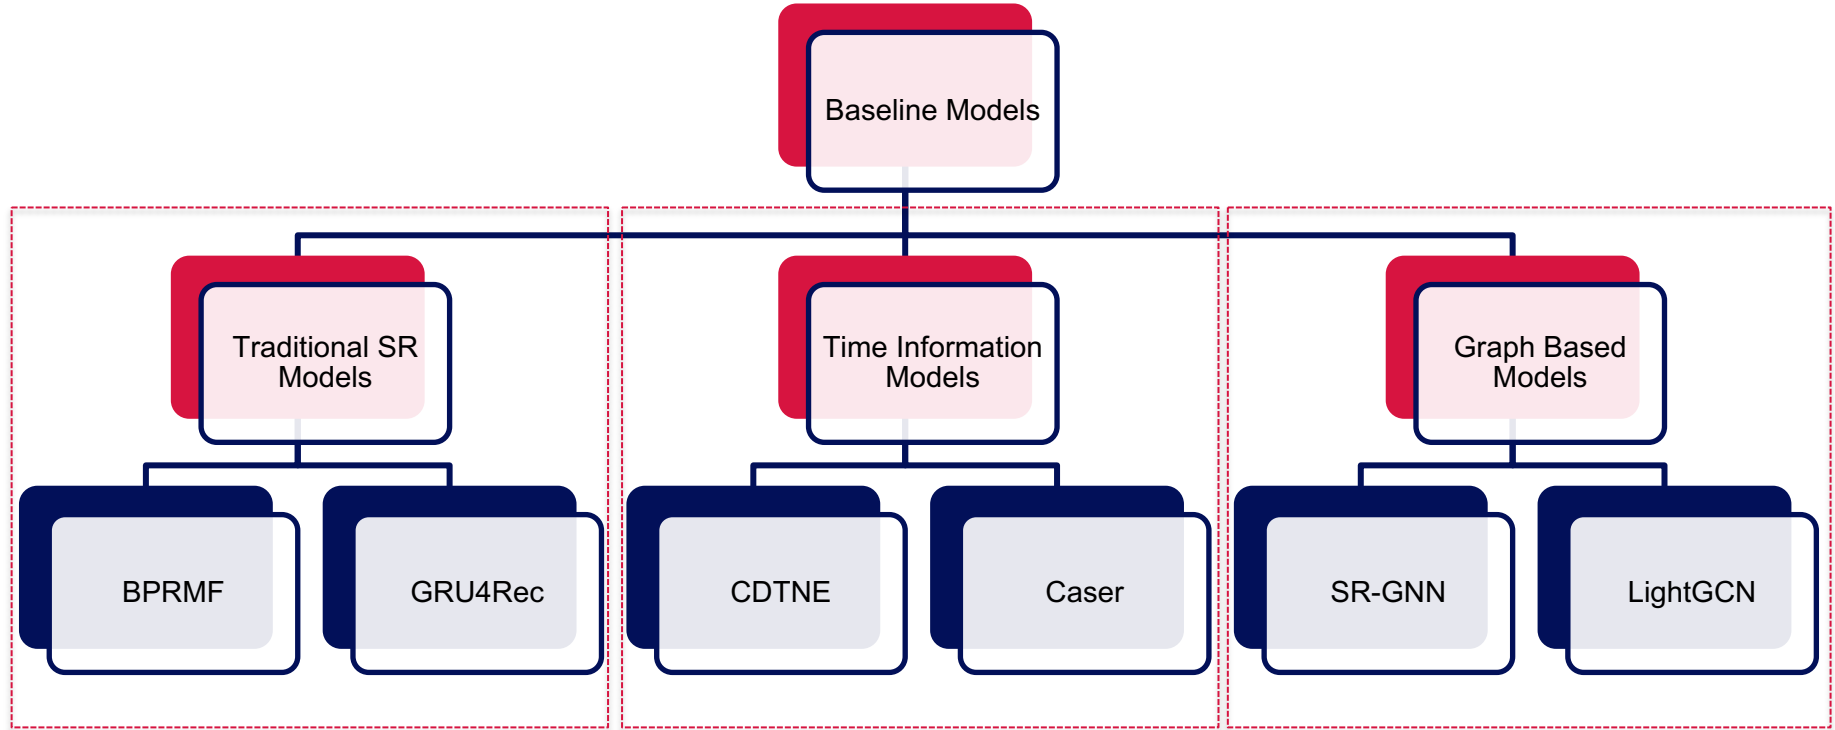 Baseline Models
Traditional SR
Models
Time Information
Models
Graph Based
Models
BPRMF
GRU4Rec
CDTNE
Caser
SR-GNN
LightGCN